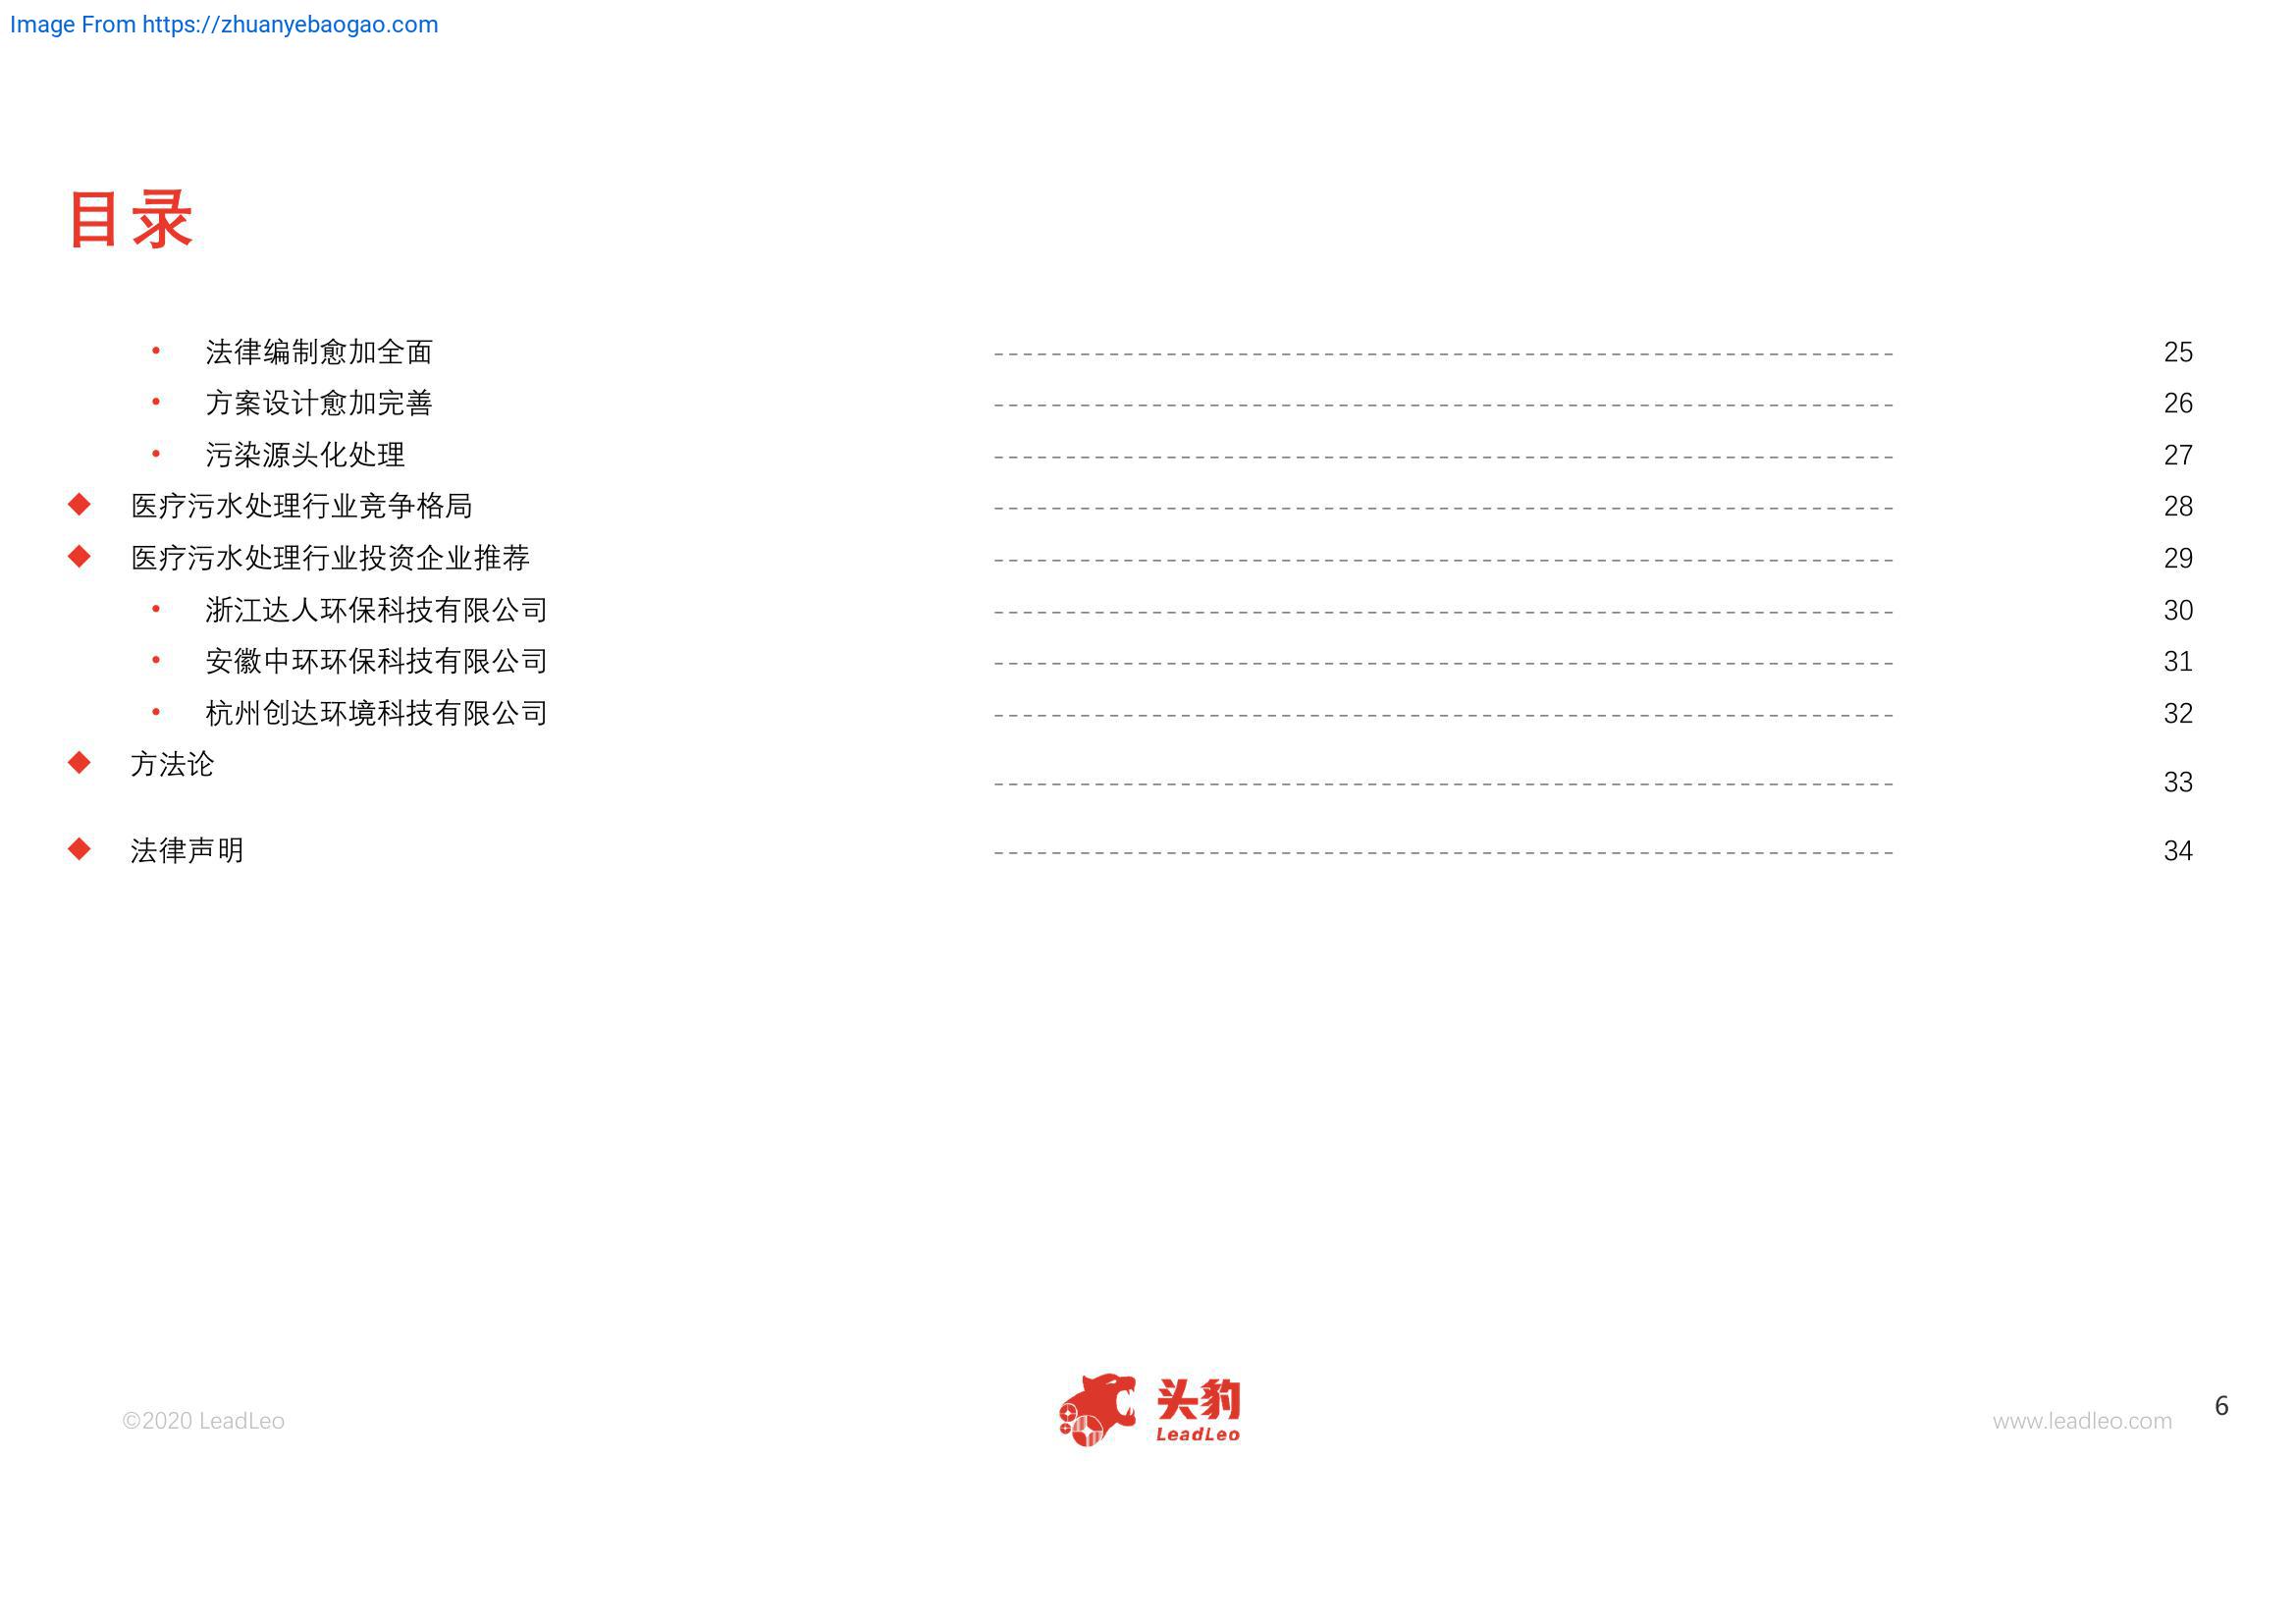 Image From https://zhuanyebaogao.com
目录
• 法律编制愈加全面 25
• 方案设计愈加完善 26
• 污染源头化处理 27
◆ 医疗污水处理行业竞争格局 28
◆ 医疗污水处理行业投资企业推荐 29
• 浙江达人环保科技有限公司 30
• 安徽中环环保科技有限公司 31
• 杭州创达环境科技有限公司 32
◆ 方法论 33
◆ 法律声明 34
©2020 LeadLeo
头豹
LeadLeo
www.leadleo.com
6